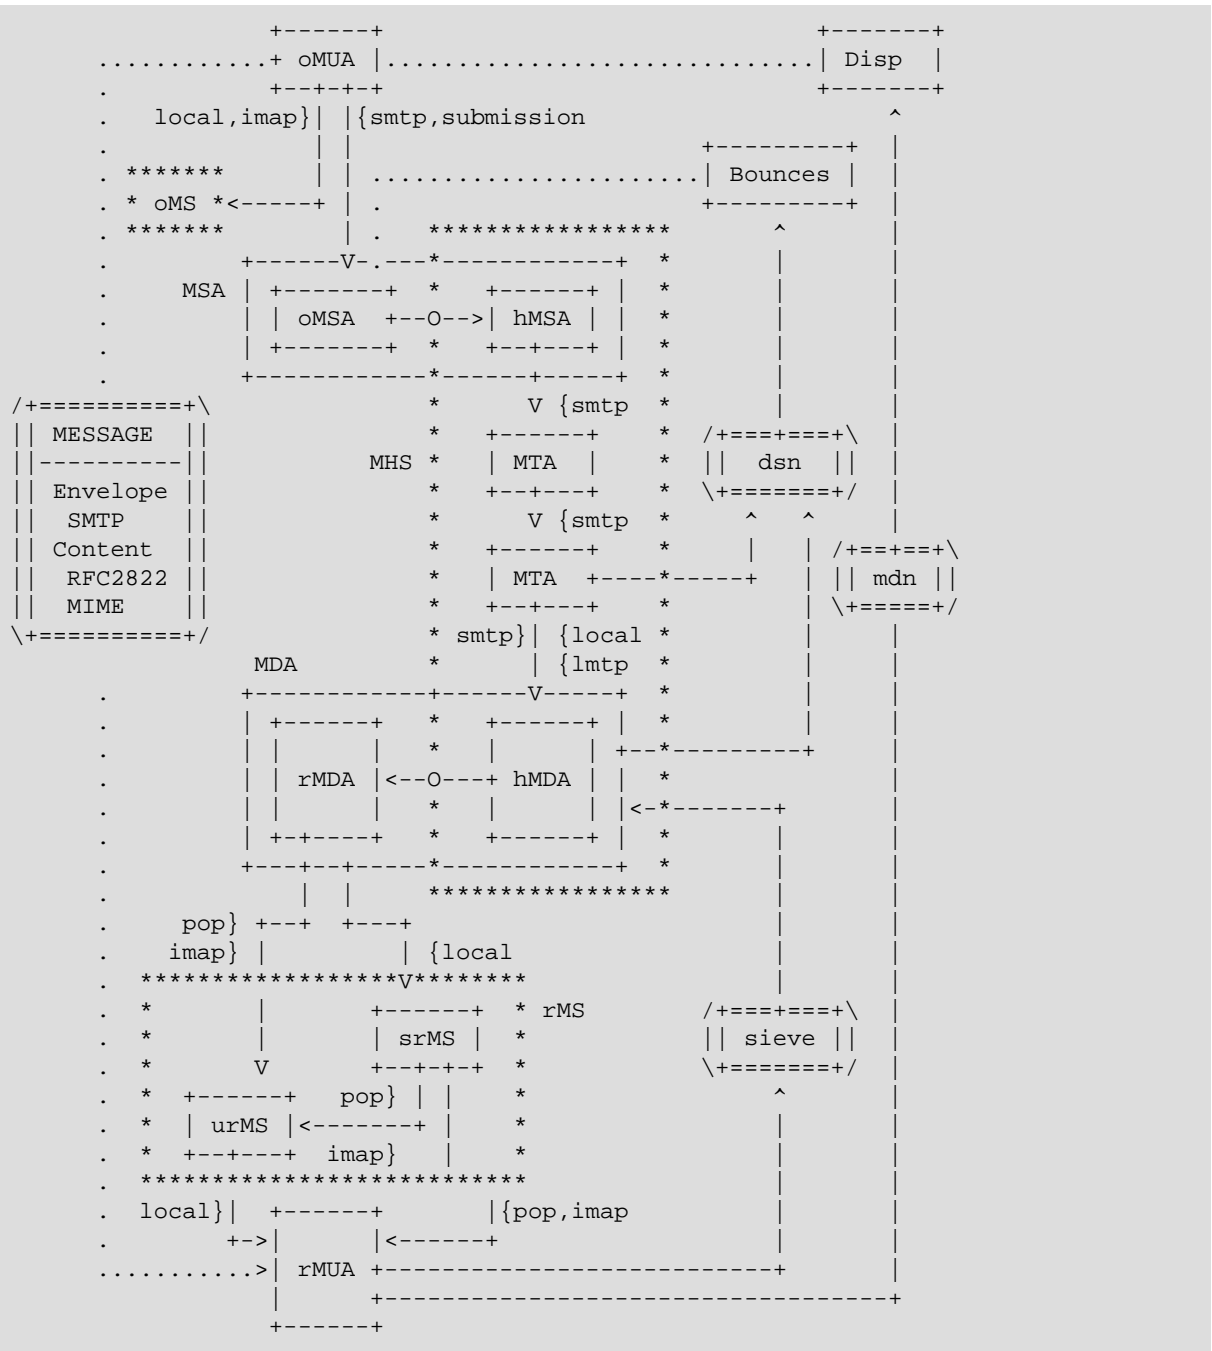 oMUA Disp
local,imap} {smtp,submission
Bounces
oMS
MSA
oMSA hMSA
V {smtp
MESSAGE MTA dsn
MHS
Envelope
SMTP V {smtp
Content
RFC2822 MTA mdn
MIME
smtp} {local
MDA {lmtp
rMDA hMDA
pop}
imap} {local
rMS
srMS sieve
pop}
urMS
imap}
local} {pop,imap
rMUA